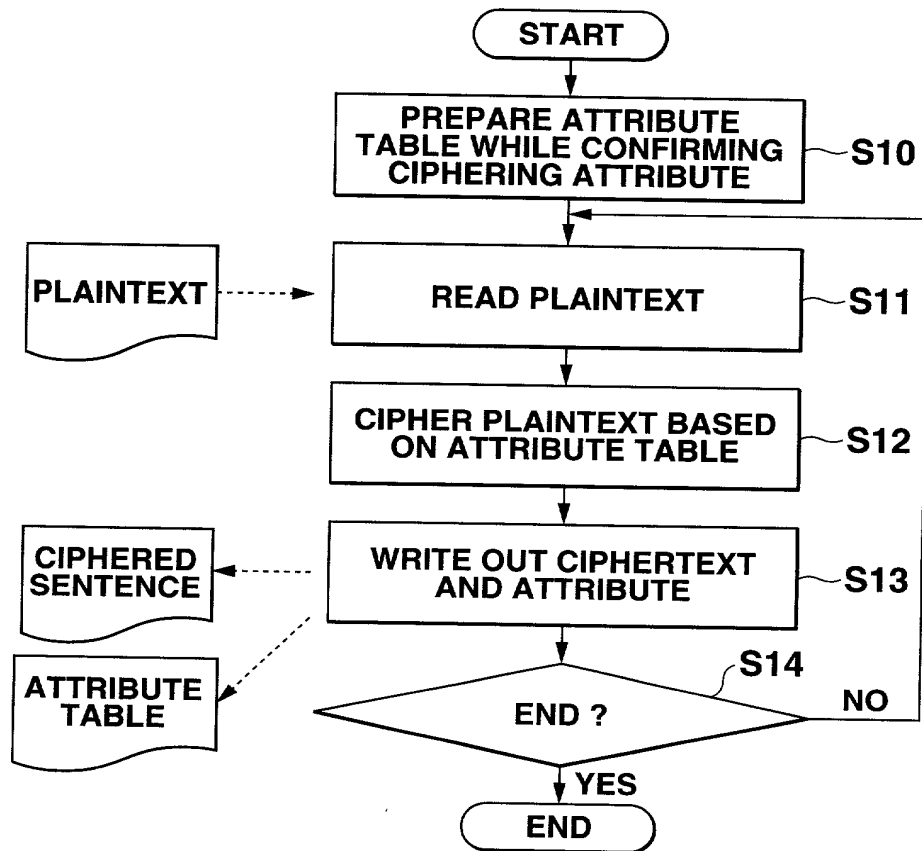 START
PREPARE ATTRIBUTE
TABLE WHILE CONFIRMING
CIPHERING ATTRIBUTE
S10
PLAINTEXT
READ PLAINTEXT
S11
CIPHER PLAINTEXT BASED
ON ATTRIBUTE TABLE
S12
CIPHERED
SENTENCE
WRITE OUT CIPHERTEXT
AND ATTRIBUTE
S13
ATTRIBUTE
TABLE
S14
END ?
NO
YES
END